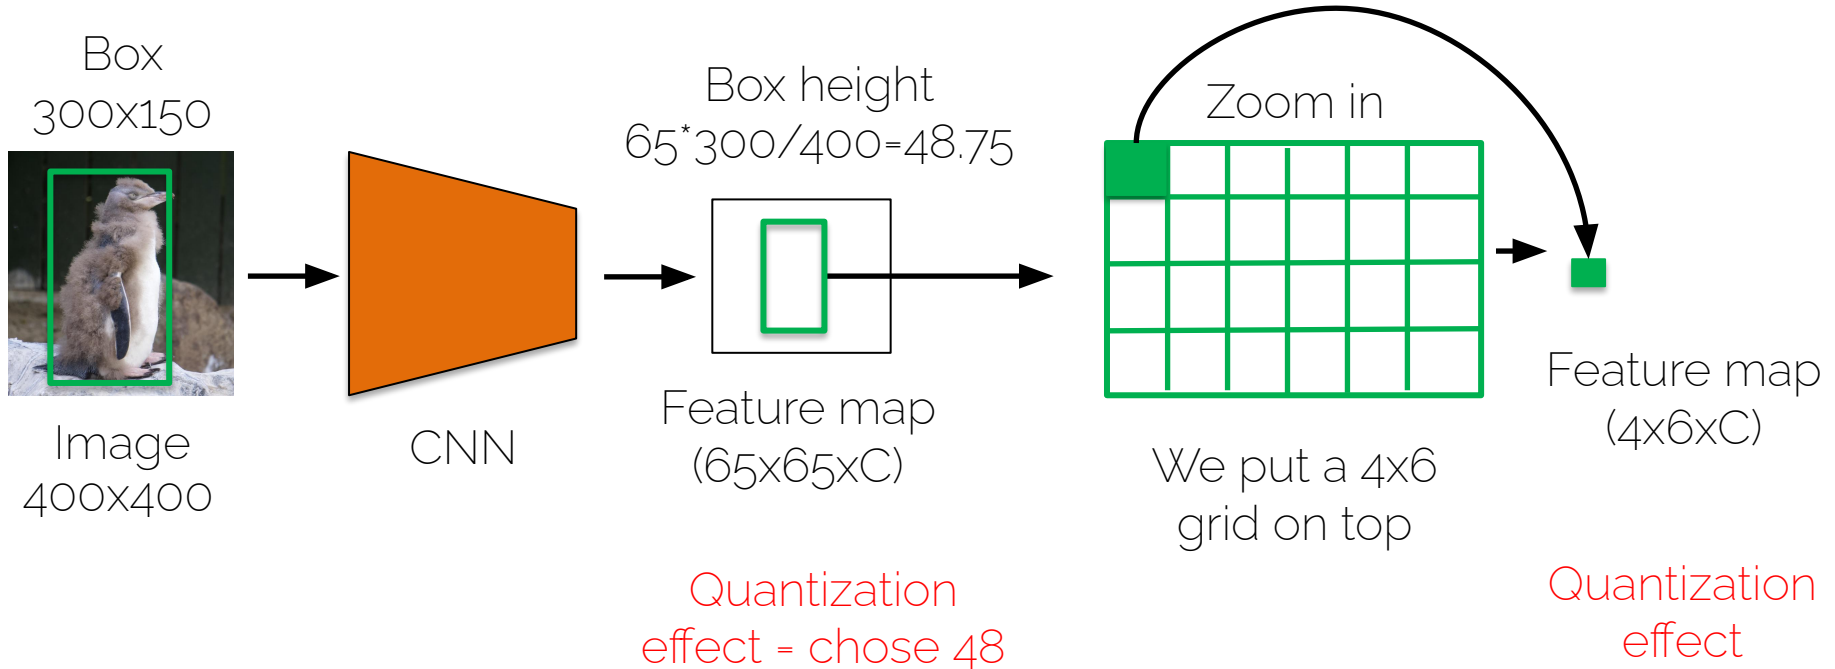 Box
300x150
Image
400x400
CNN
Box height
65*300/400=48.75
Feature map
(65x65xC)
Quantization
effect = chose 48
Zoom in
We put a 4x6
grid on top
Feature map
(4x6xC)
Quantization
effect